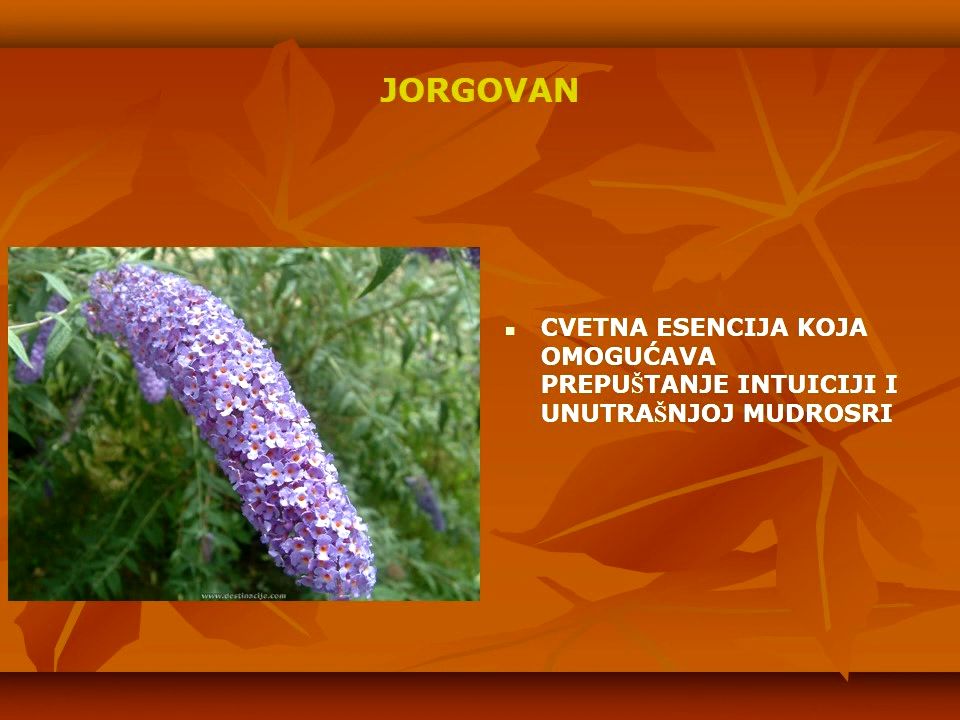 JORGOVAN
CVETNA ESENCIJA KOJA
OMOGUĆAVA
PREPUŠTANJE INTUICIJI I
UNUTRAŠNJOJ MUDROSRI
www.destinacije.com